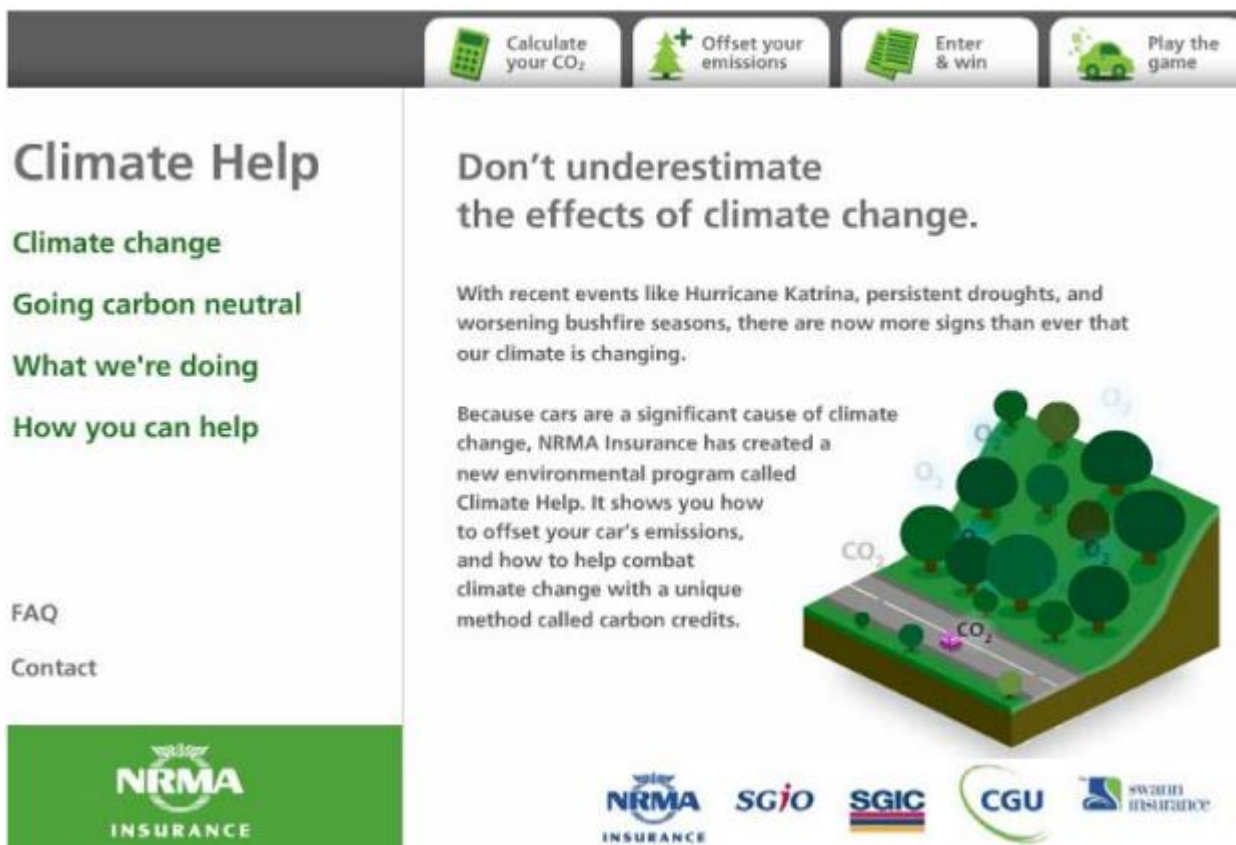 Calculate
your CO₂
Offset your
emissions
Enter
& win
Play the
game
Climate Help
Climate change
Going carbon neutral
What we're doing
How you can help
FAQ
Contact
NRMA
INSURANCE
Don't underestimate
the effects of climate change.
With recent events like Hurricane Katrina, persistent droughts, and
worsening bushfire seasons, there are now more signs than ever that
our climate is changing.
Because cars are a significant cause of climate
change, NRMA Insurance has created a
new environmental program called
Climate Help. It shows you how
to offset your car's emissions,
and how to help combat
climate change with a unique
method called carbon credits.
O₂
O₂
O₂
O₂
CO₂
CO₂
NRMA
INSURANCE
SGIO
SGIC
CGU
swann
insurance